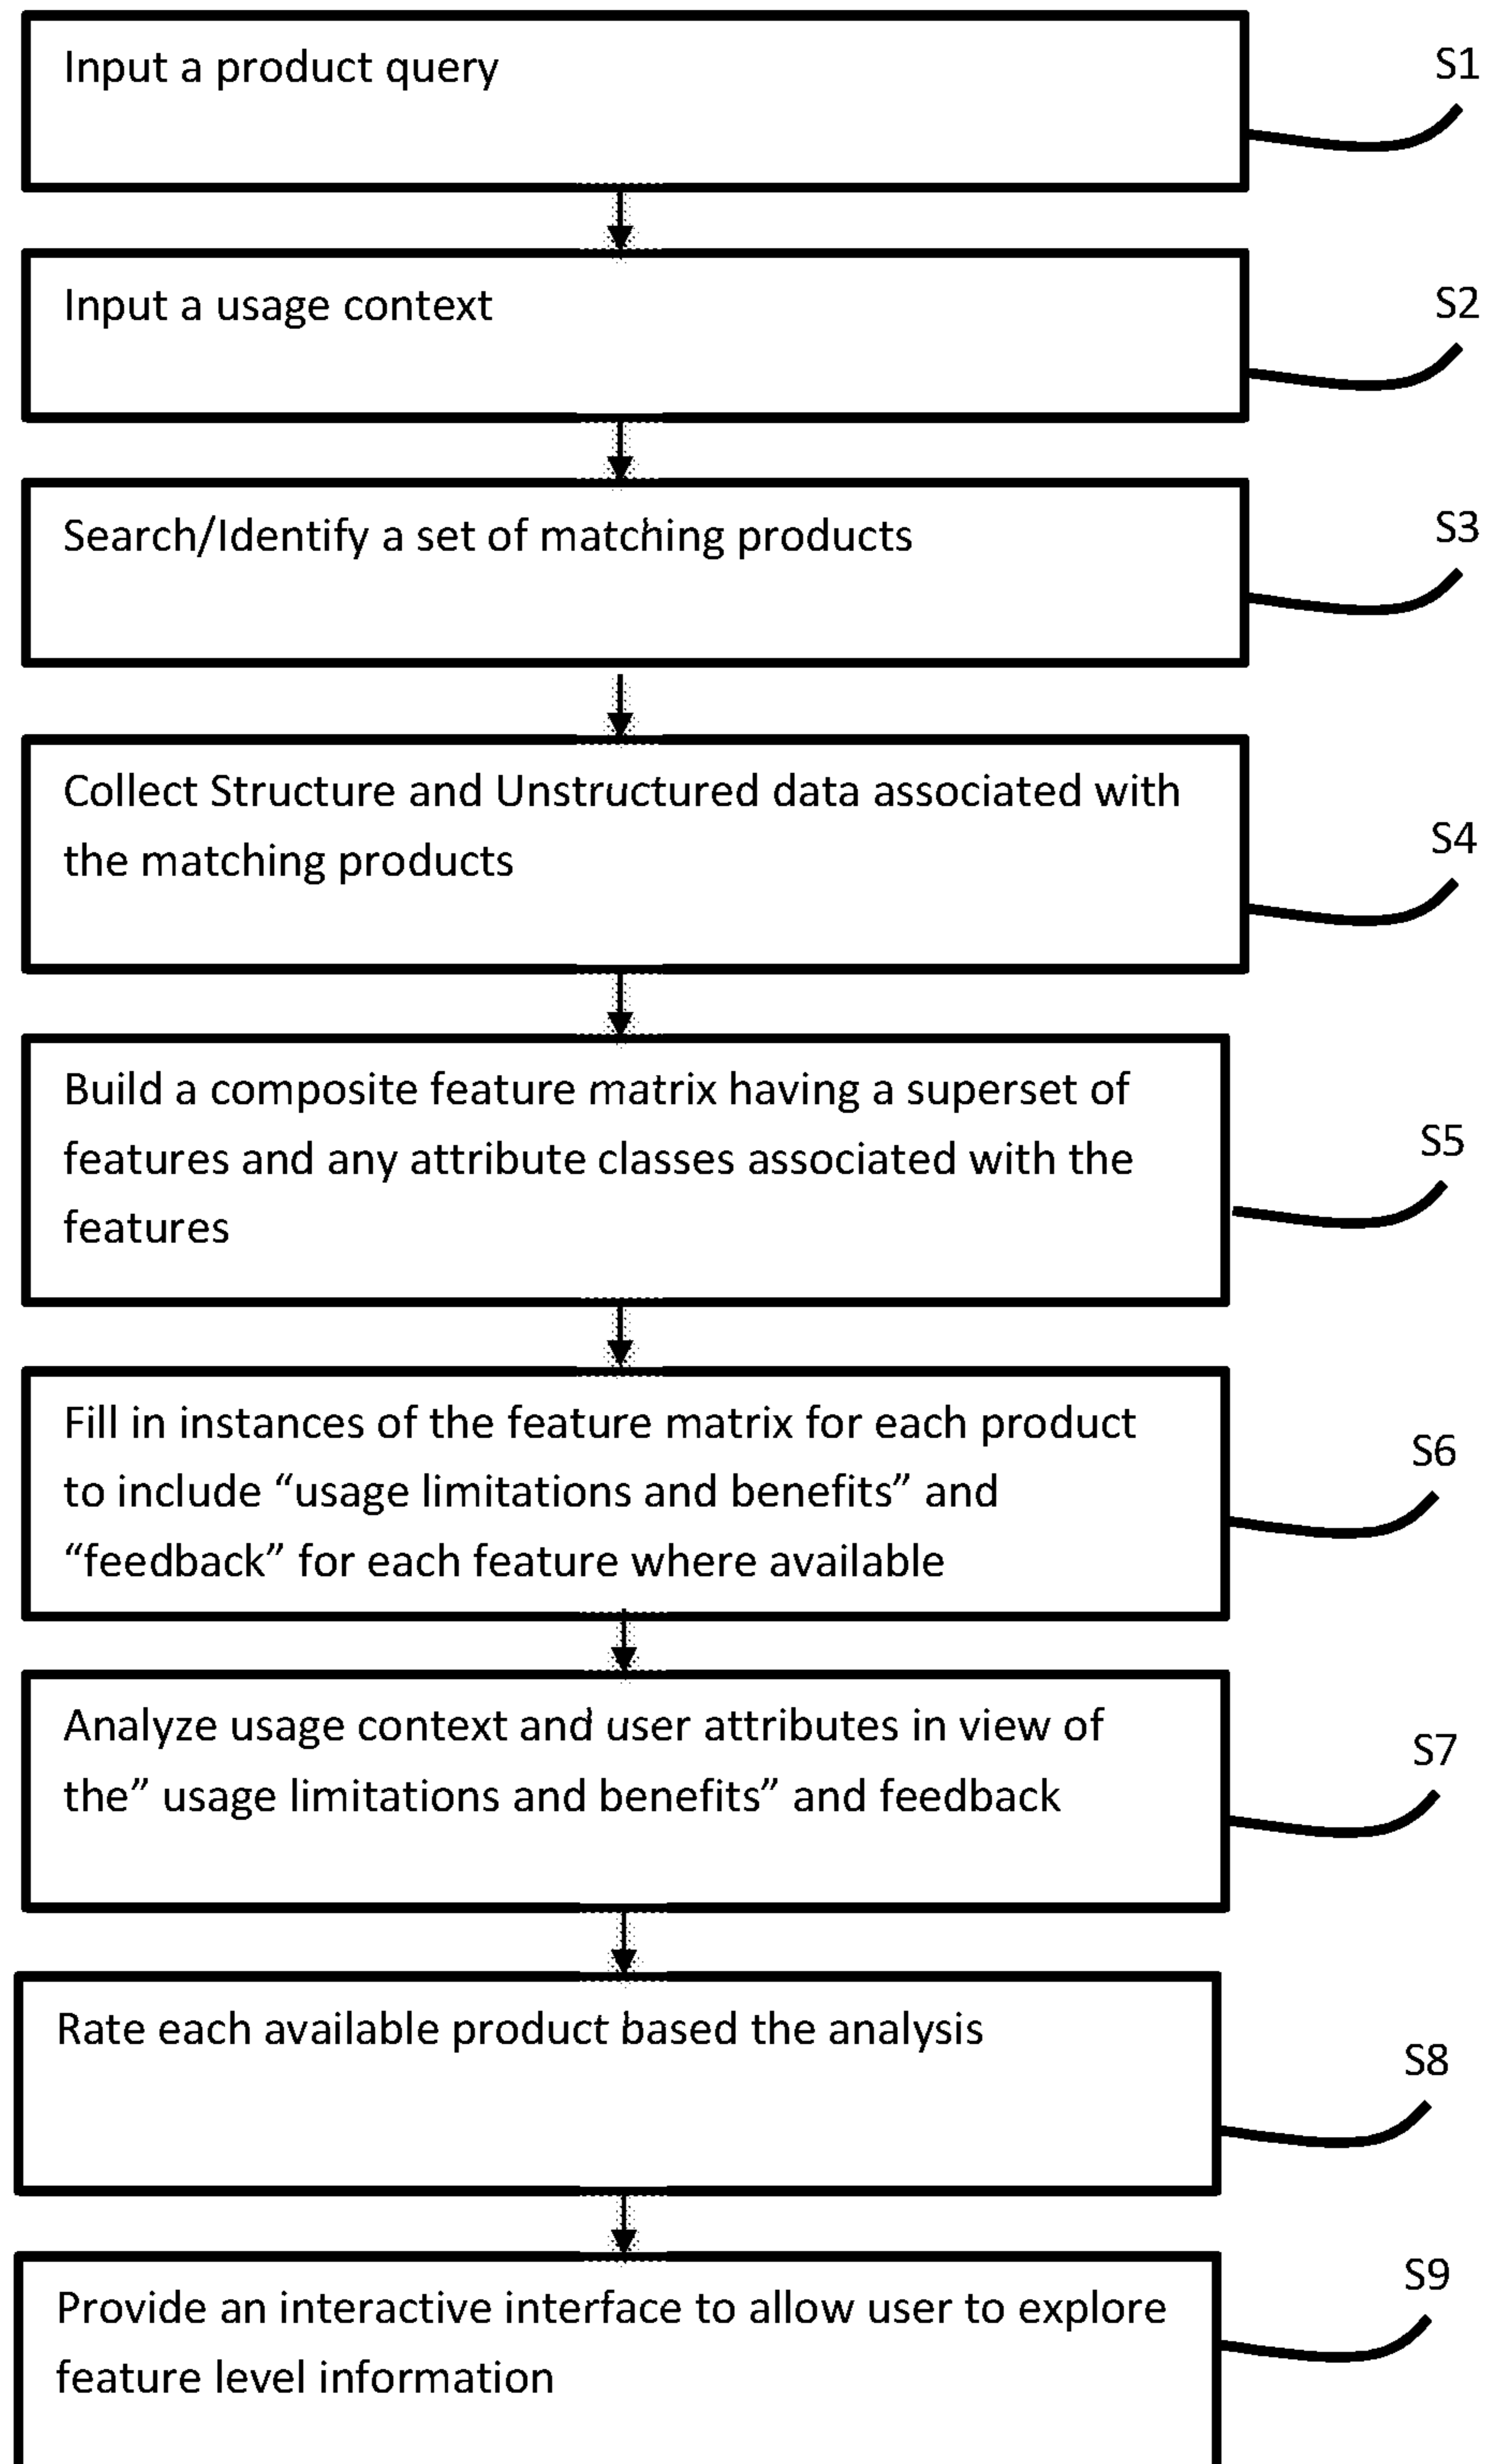 Input a product query
S1
Input a usage context
S2
Search/Identify a set of matching products
S3
Collect Structure and Unstructured data associated with
the matching products
S4
Build a composite feature matrix having a superset of
features and any attribute classes associated with the
features
S5
Fill in instances of the feature matrix for each product
to include “usage limitations and benefits” and
“feedback” for each feature where available
S6
Analyze usage context and user attributes in view of
the” usage limitations and benefits” and feedback
S7
Rate each available product based the analysis
S8
Provide an interactive interface to allow user to explore
feature level information
S9